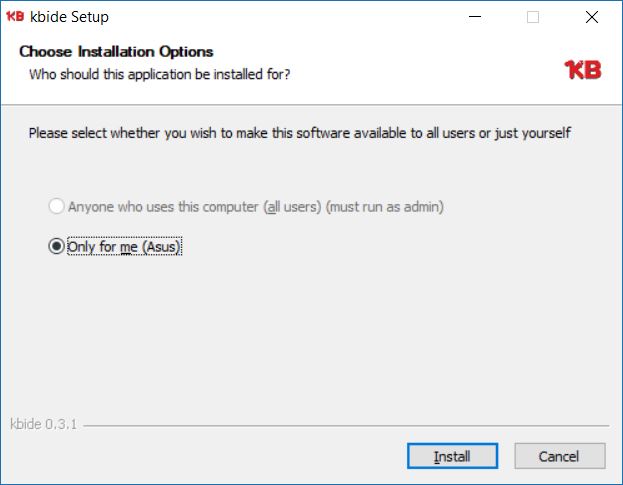 KB kbide Setup
Choose Installation Options
Who should this application be installed for?
KB
Please select whether you wish to make this software available to all users or just yourself
Anyone who uses this computer (all users) (must run as admin)
Only for me (Asus)
kbide 0.3.1
Install
Cancel